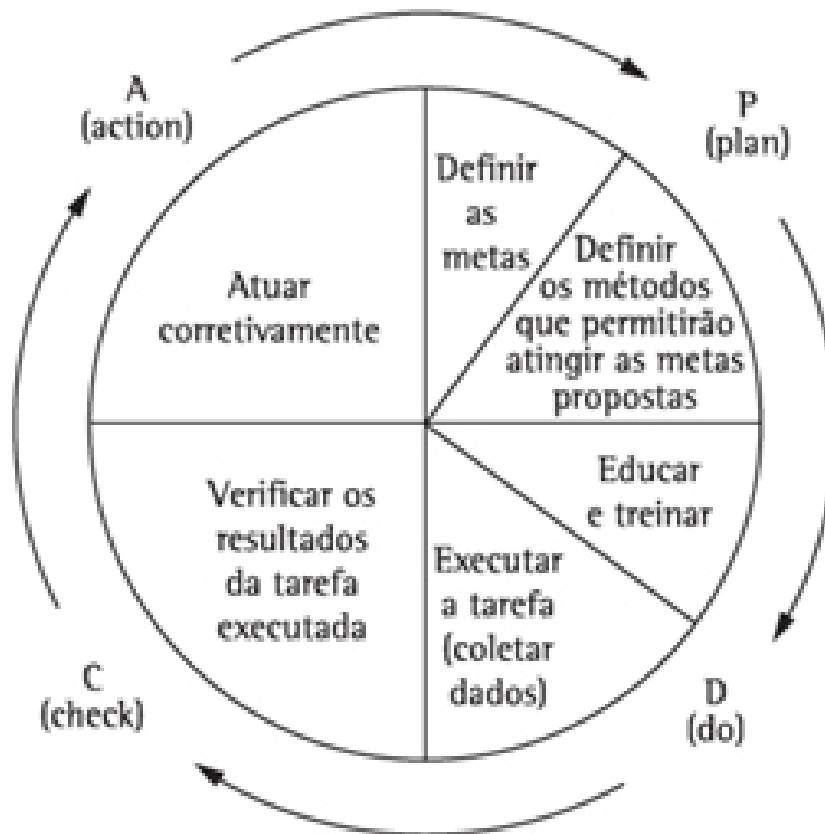 A
(action)
P
(plan)
Definir
as
metas
Definir
os métodos
que permitirão
atingir as metas
propostas
Atuar
corretivamente
Educar
e treinar
Verificar os
resultados
da tarefa
executada
Executar
a tarefa
(coletar
dados)
C
(check)
D
(do)